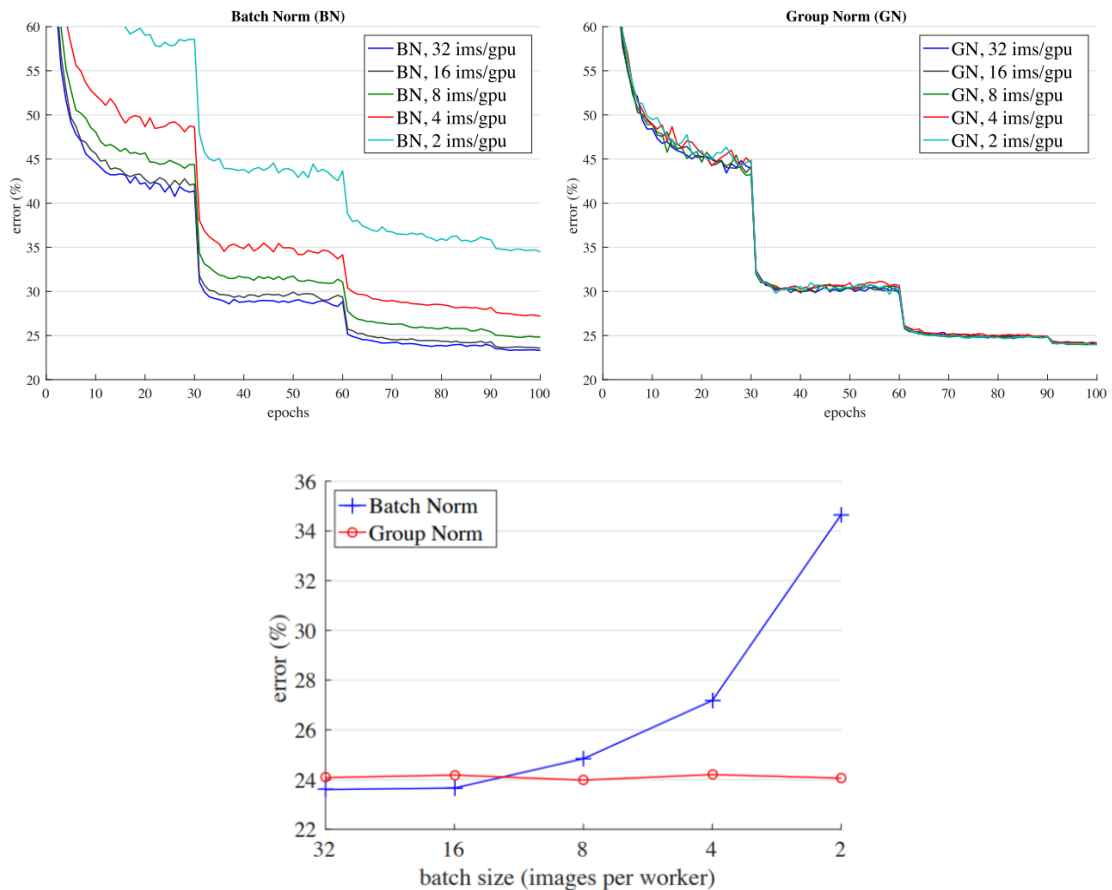 Batch Norm (BN)
60
55
50
45
40
35
30
25
20
error (%)
BN, 32 ims/gpu
BN, 16 ims/gpu
BN, 8 ims/gpu
BN, 4 ims/gpu
BN, 2 ims/gpu
0 10 20 30 40 50 60 70 80 90 100
epochs
Group Norm (GN)
60
55
50
45
40
35
30
25
20
error (%)
GN, 32 ims/gpu
GN, 16 ims/gpu
GN, 8 ims/gpu
GN, 4 ims/gpu
GN, 2 ims/gpu
0 10 20 30 40 50 60 70 80 90 100
epochs
36
34
32
30
28
26
24
22
error (%)
Batch Norm
Group Norm
32 16 8 4 2
batch size (images per worker)